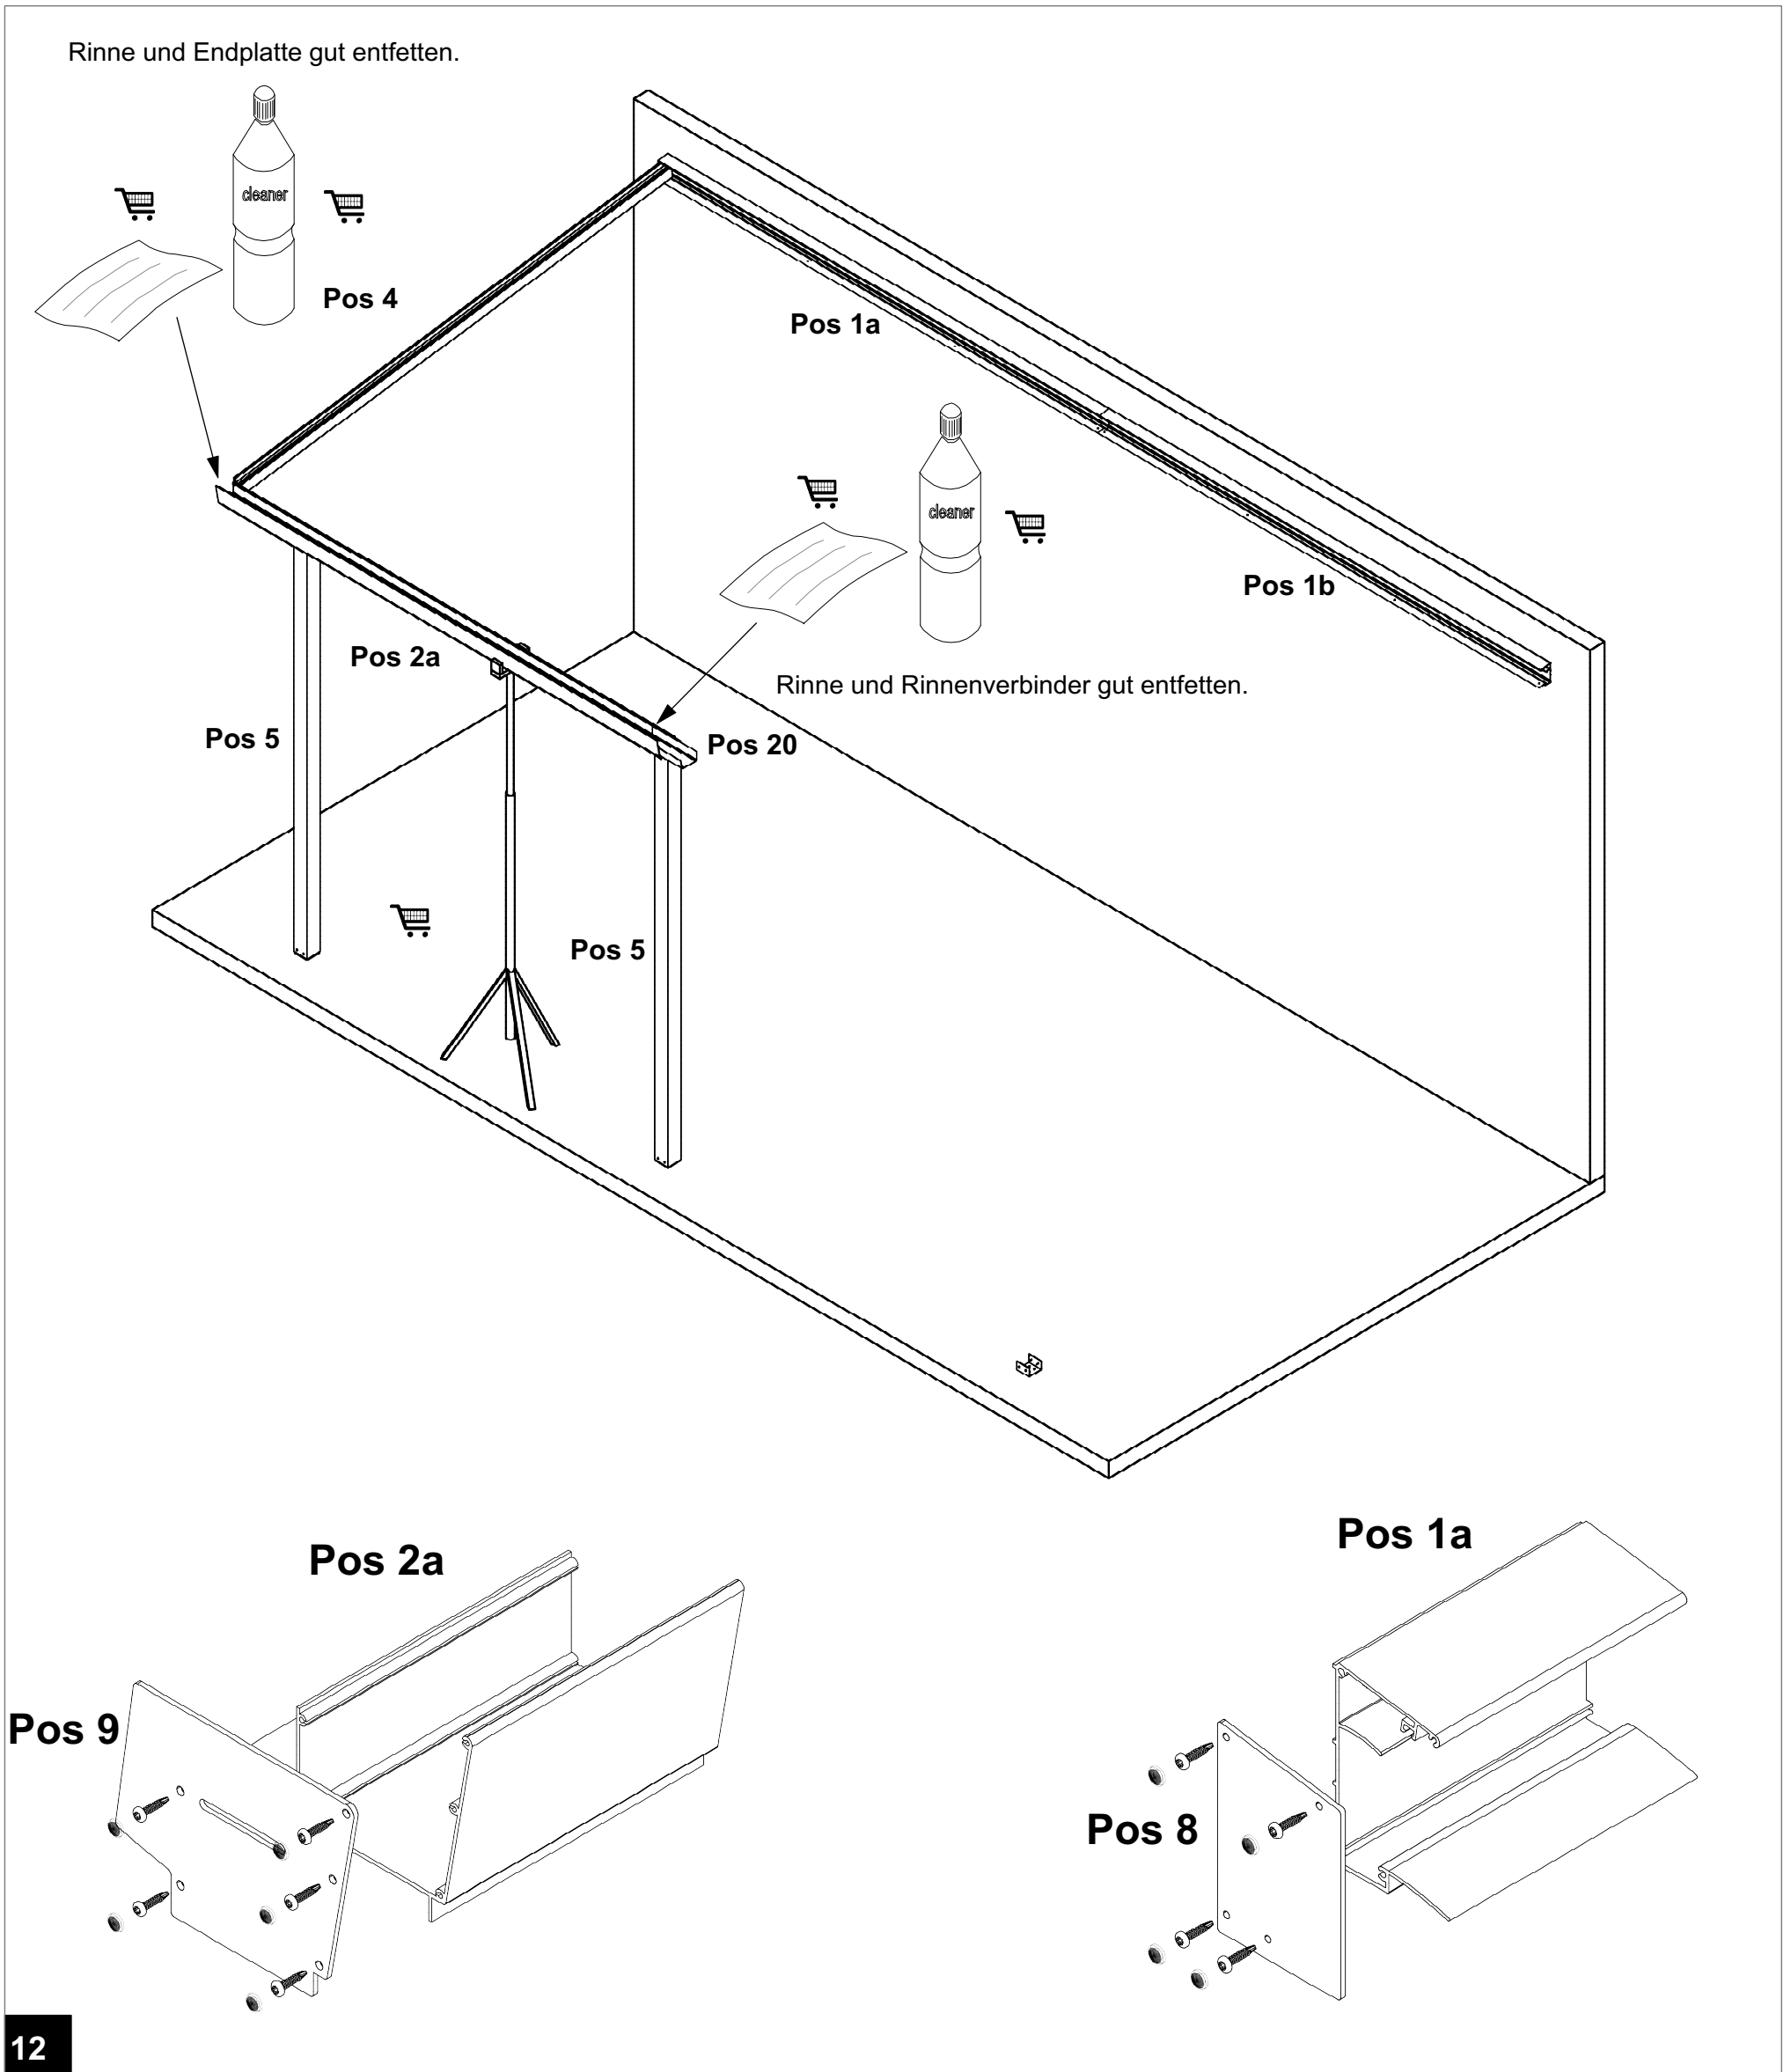 Rinne und Endplatte gut entfetten.
cleaner
Pos 4
Pos 1a
cleaner
Pos 1b
Pos 2a
Rinne und Rinnenverbinder gut entfetten.
Pos 5
Pos 20
Pos 5
Pos 2a
Pos 1a
Pos 9
Pos 8
12